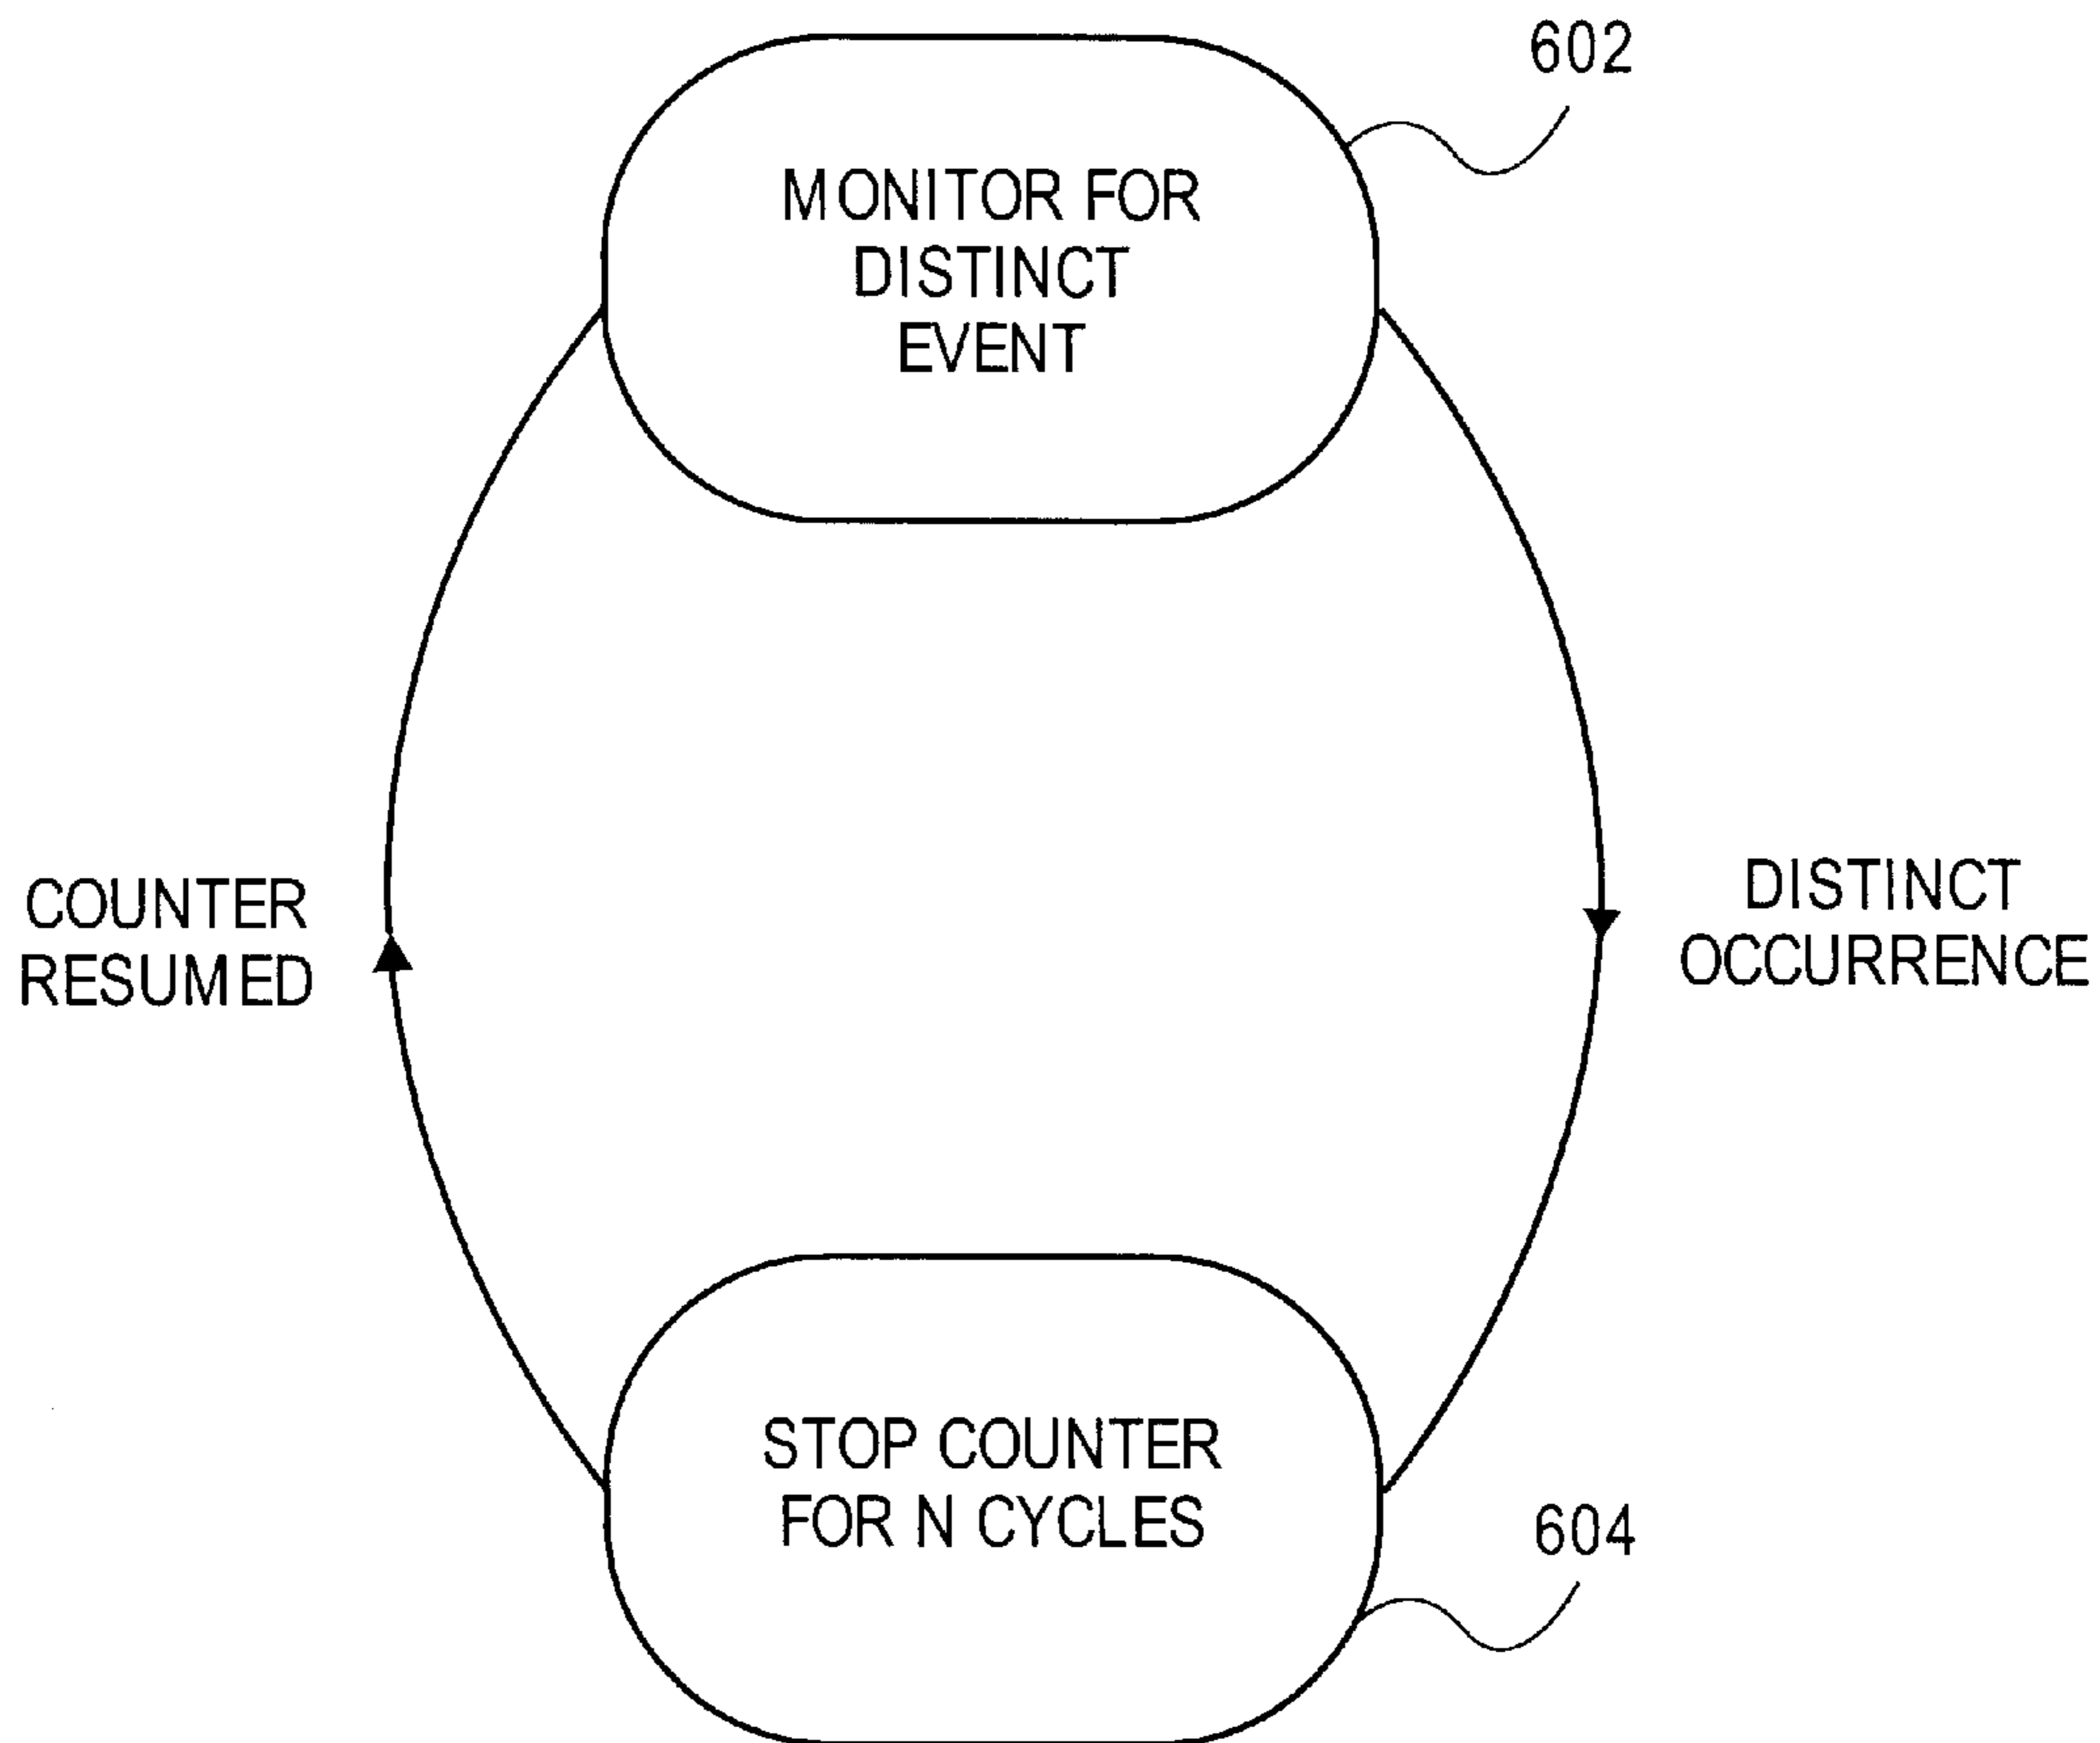 602
MONITOR FOR
DISTINCT
EVENT
COUNTER
RESUMED
DISTINCT
OCCURRENCE
STOP COUNTER
FOR N CYCLES
604